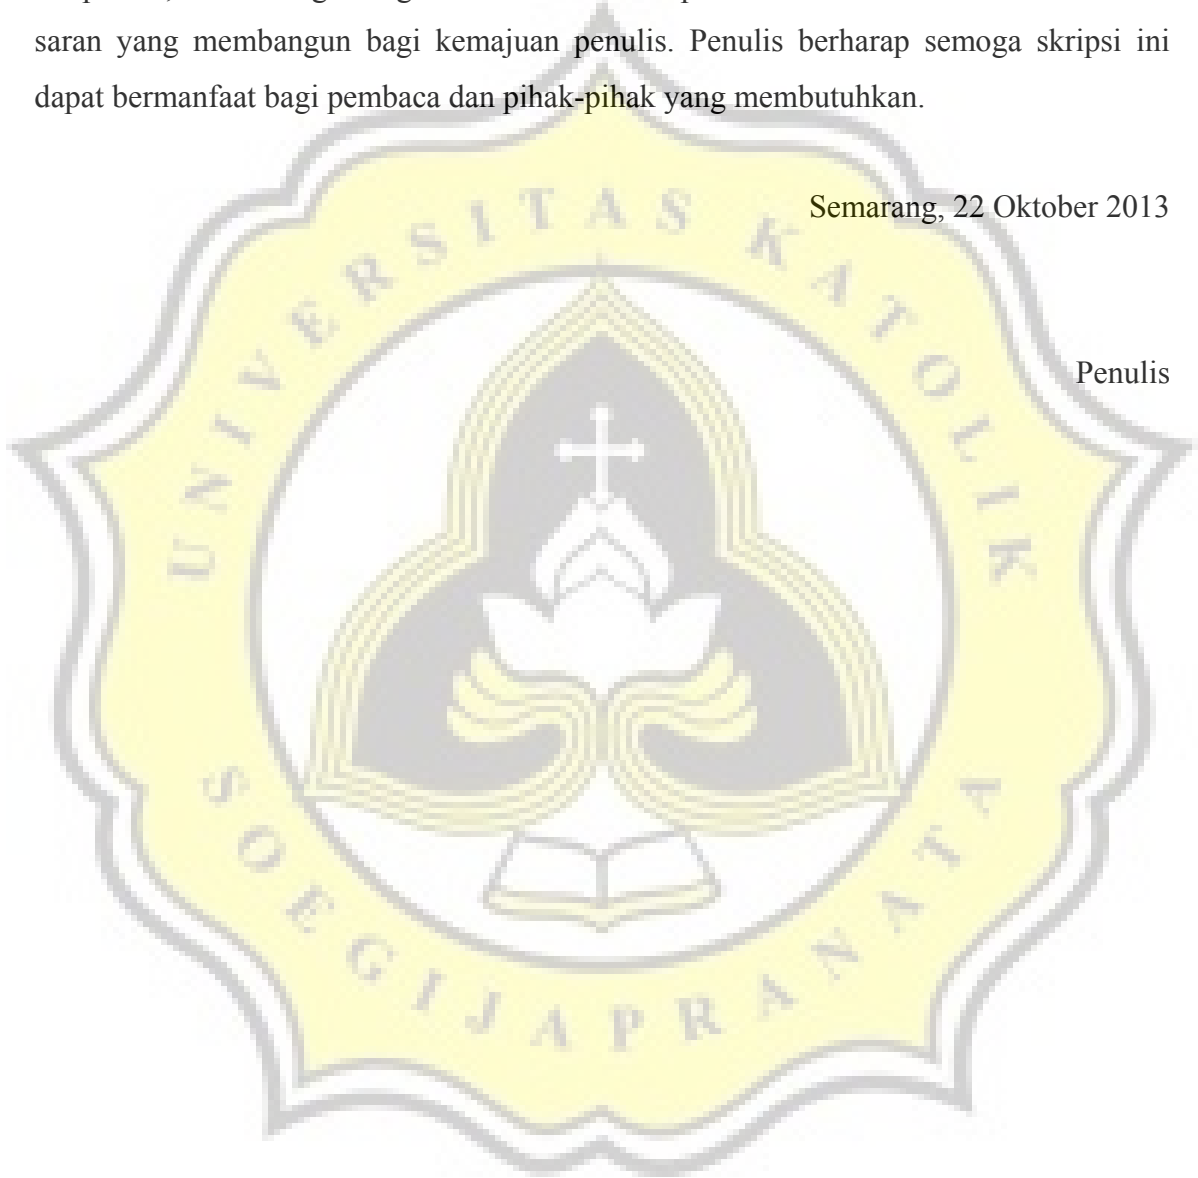 saran yang membangun bagi kemajuan penulis. Penulis berharap semoga skripsi ini
dapat bermanfaat bagi pembaca dan pihak-pihak yang membutuhkan.
Semarang, 22 Oktober 2013
Penulis
UNIVERSITAS KATOLIK
SOEGIJAPRANATA